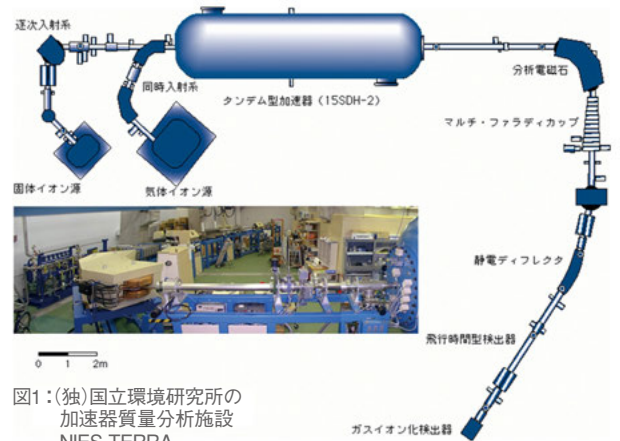 逐次入射系
同時入射系
タンデム型加速器（15SDH-2）
分析電磁石
マルチ・ファラディカップ
固体イオン源
気体イオン源
静電ディフレクタ
飛行時間型検出器
0 1 2m
ガスイオン化検出器
図1：(独)国立環境研究所の
加速器質量分析施設
NIES-TERRA